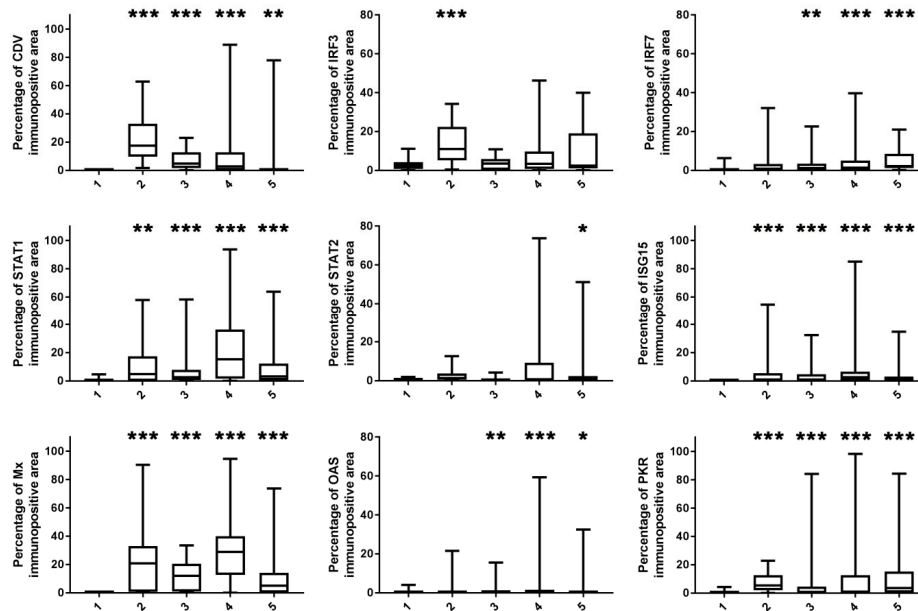 *** *** *** **
Percentage of CDV
immunopositive area
100
80
60
40
20
0
1 2 3 4 5
***
Percentage of IRF3
immunopositive area
80
60
40
20
0
1 2 3 4 5
** *** ***
Percentage of IRF7
immunopositive area
80
60
40
20
0
1 2 3 4 5
** *** *** ***
Percentage of STAT1
immunopositive area
100
80
60
40
20
0
1 2 3 4 5
*
Percentage of STAT2
immunopositive area
80
60
40
20
0
1 2 3 4 5
*** *** *** ***
Percentage of ISG15
immunopositive area
100
80
60
40
20
0
1 2 3 4 5
*** *** *** ***
Percentage of Mx
immunopositive area
100
80
60
40
20
0
1 2 3 4 5
** *** *
Percentage of OAS
immunopositive area
80
60
40
20
0
1 2 3 4 5
*** *** *** ***
Percentage of PKR
immunopositive area
100
80
60
40
20
0
1 2 3 4 5